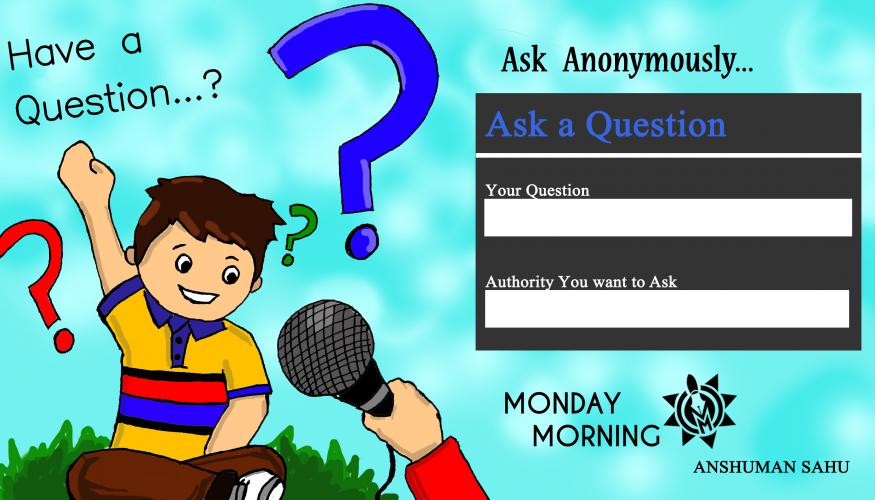 Have a
Question...?
Ask Anonymously...
Ask a Question
Your Question
Authority You want to Ask
MONDAY
MORNING
ANSHUMAN SAHU